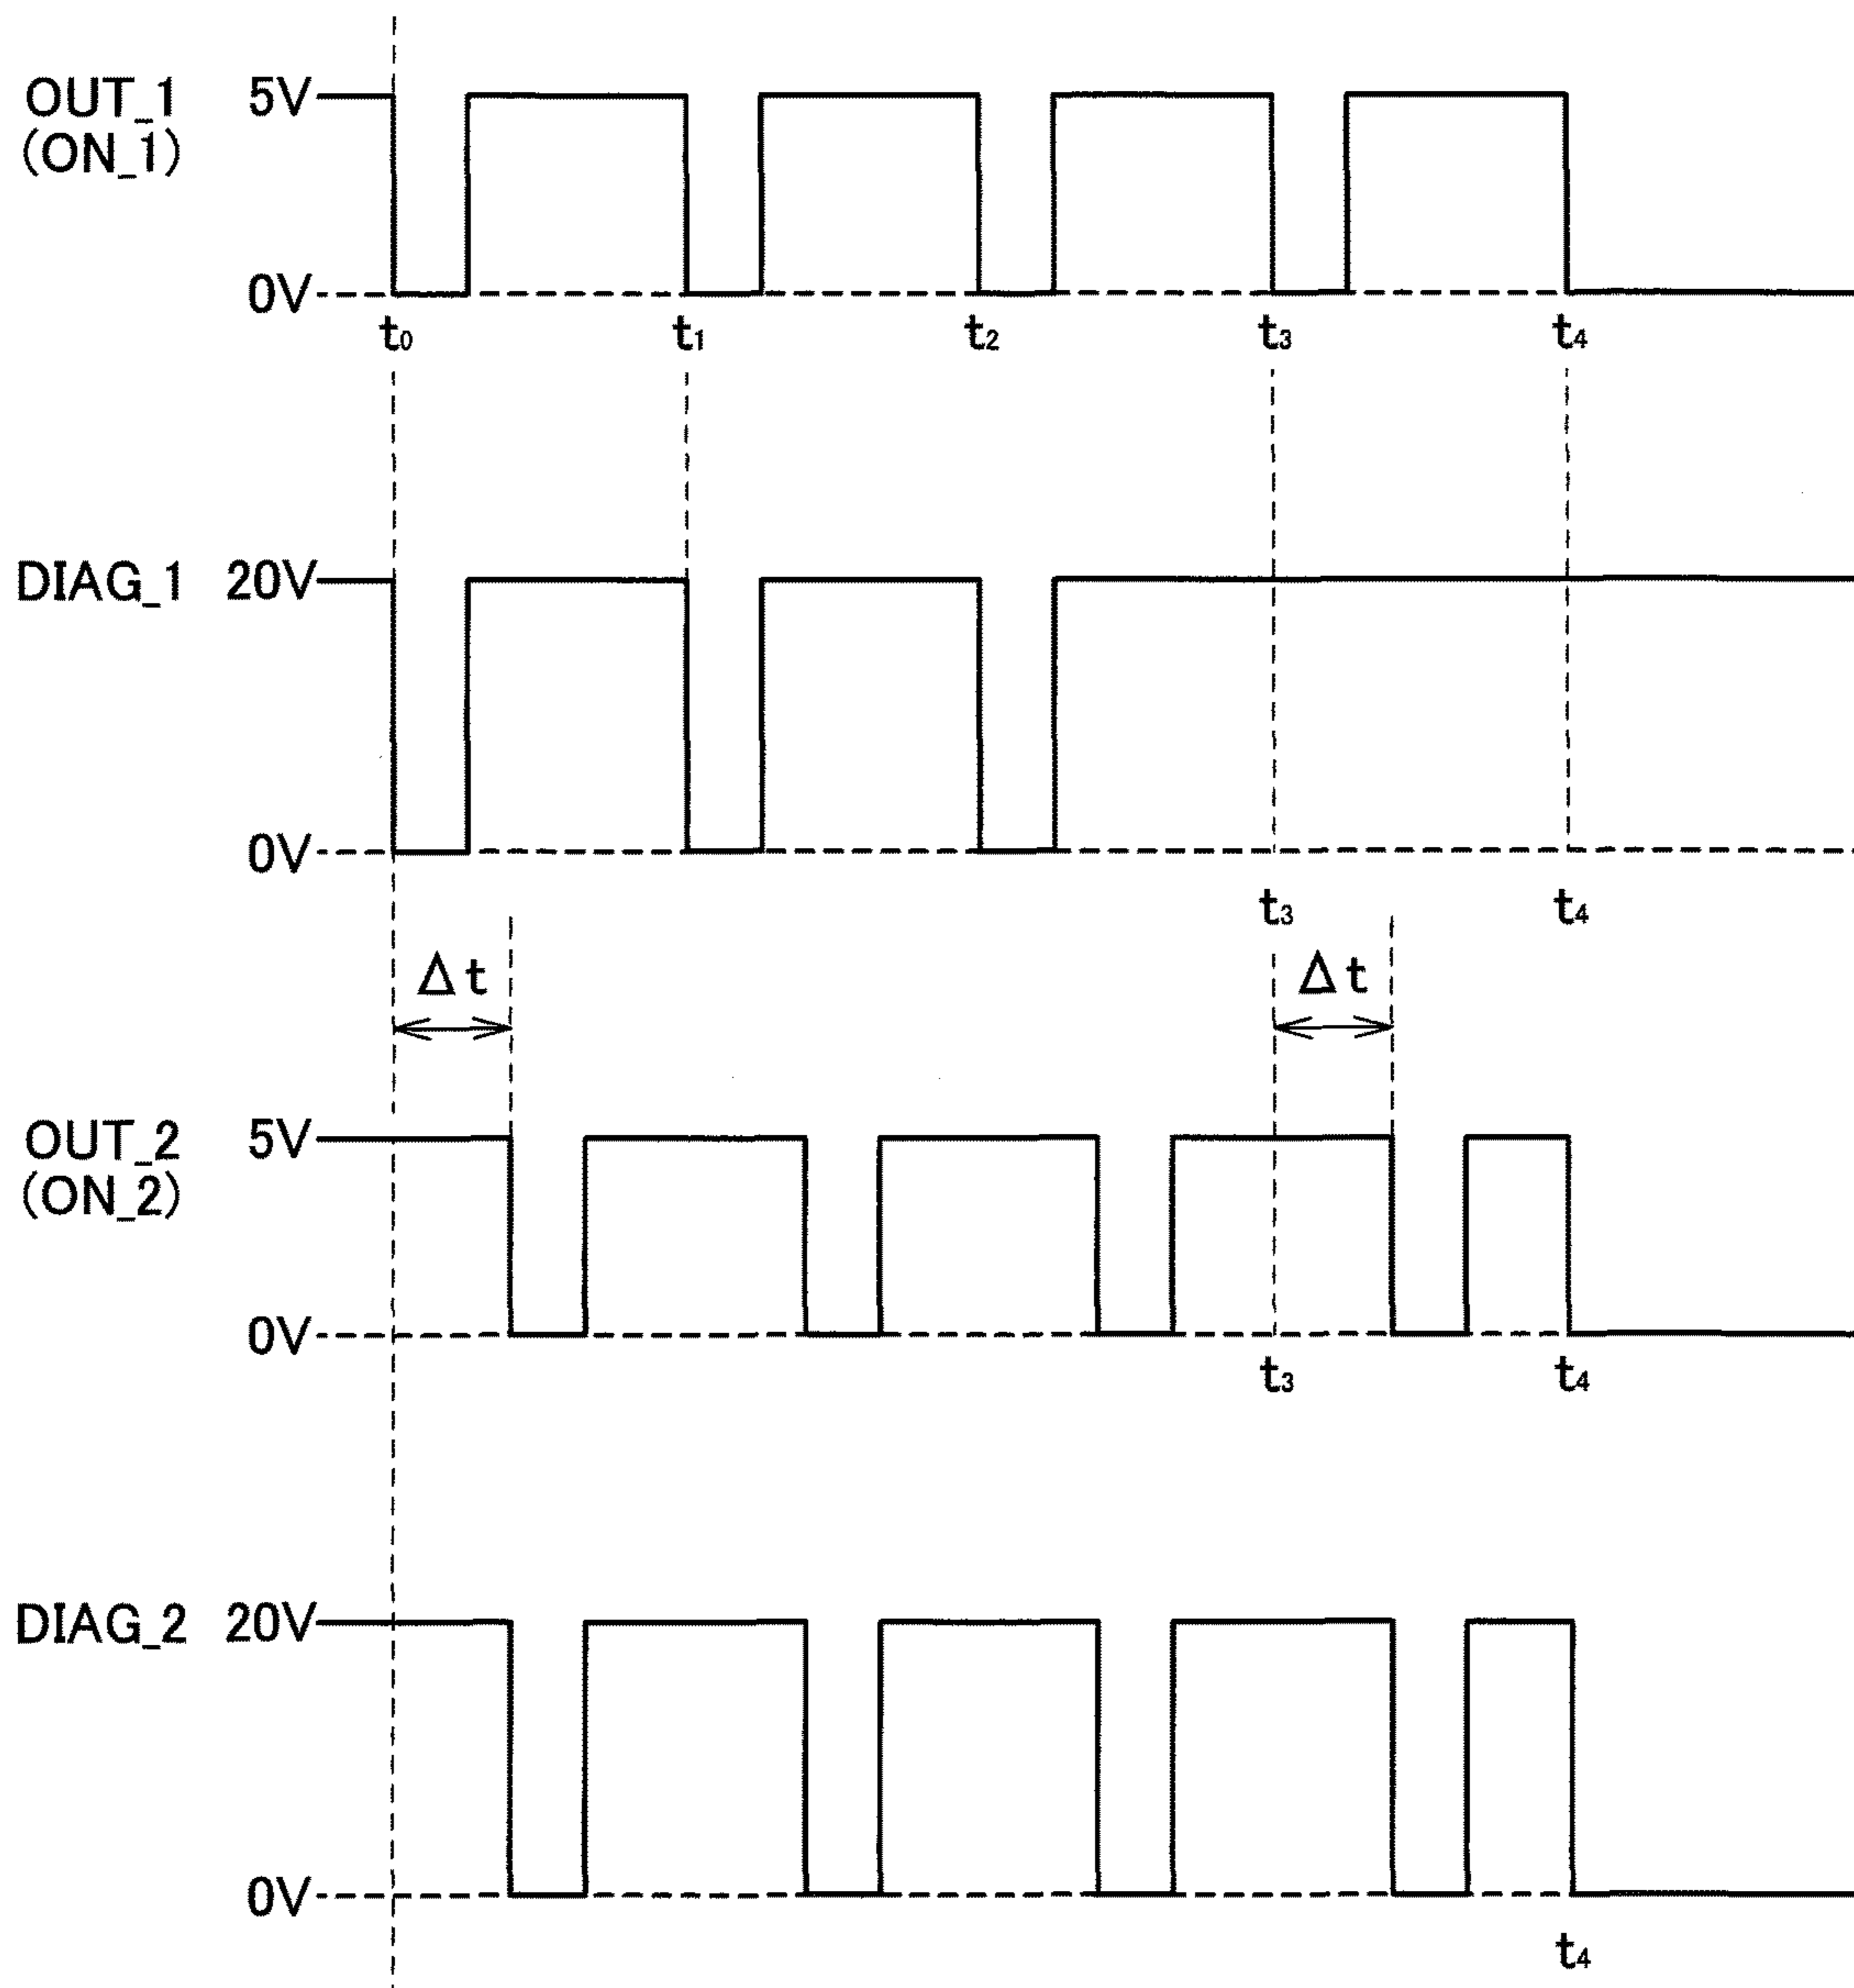 OUT_1
(ON_1)
5V
0V
t0 t1 t2 t3 t4
DIAG_1 20V
0V
t3 t4
Δt Δt
OUT_2
(ON_2)
5V
0V
t3 t4
DIAG_2 20V
0V
t4